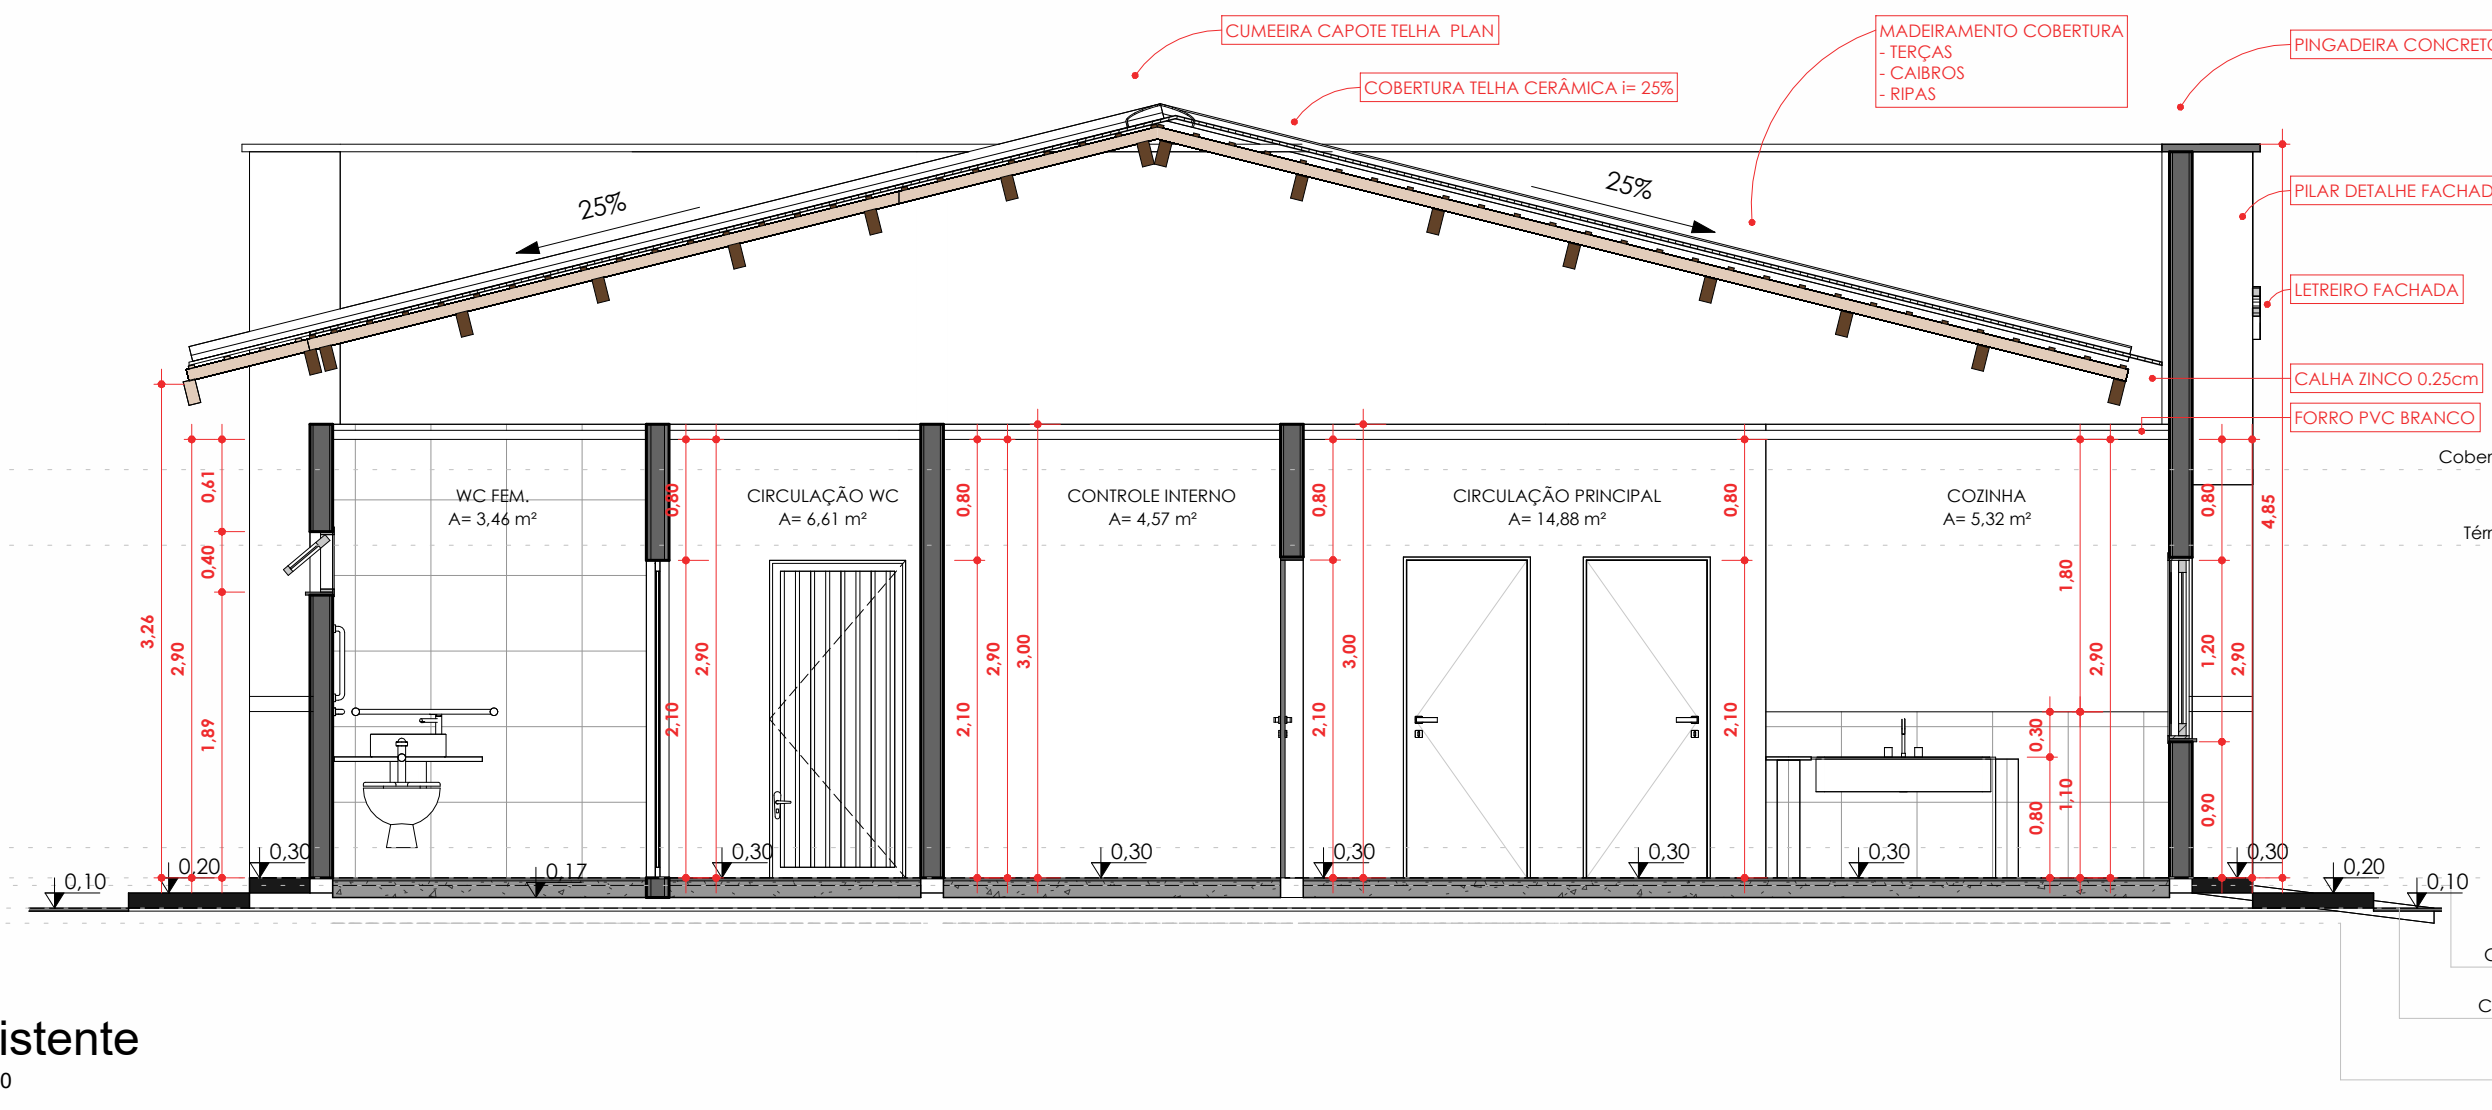 CUMEEIRA CAPOTE TELHA PLAN
COBERTURA TELHA CERÂMICA i= 25%
MADEIRAMENTO COBERTURA
- TERÇAS
- CAIBROS
- RIPAS
PINGADEIRA CONCRETO
25%
25%
PILAR DETALHE FACHAD
LETREIRO FACHADA
CALHA ZINCO 0.25cm
FORRO PVC BRANCO
Cober
Térr
WC FEM.
A= 3,46 m²
CIRCULAÇÃO WC
A= 6,61 m²
CONTROLE INTERNO
A= 4,57 m²
CIRCULAÇÃO PRINCIPAL
A= 14,88 m²
COZINHA
A= 5,32 m²
3,26
2,90
0,61
0,40
1,89
0,80
2,10
2,90
0,80
2,10
2,90
3,00
0,80
2,10
3,00
0,80
2,10
0,30
0,80
1,80
1,10
2,90
0,80
1,20
0,90
2,90
4,85
0,10
0,20
0,30
0,17
0,30
0,30
0,30
0,30
0,30
0,30
0,20
0,10
C
C
istente
0